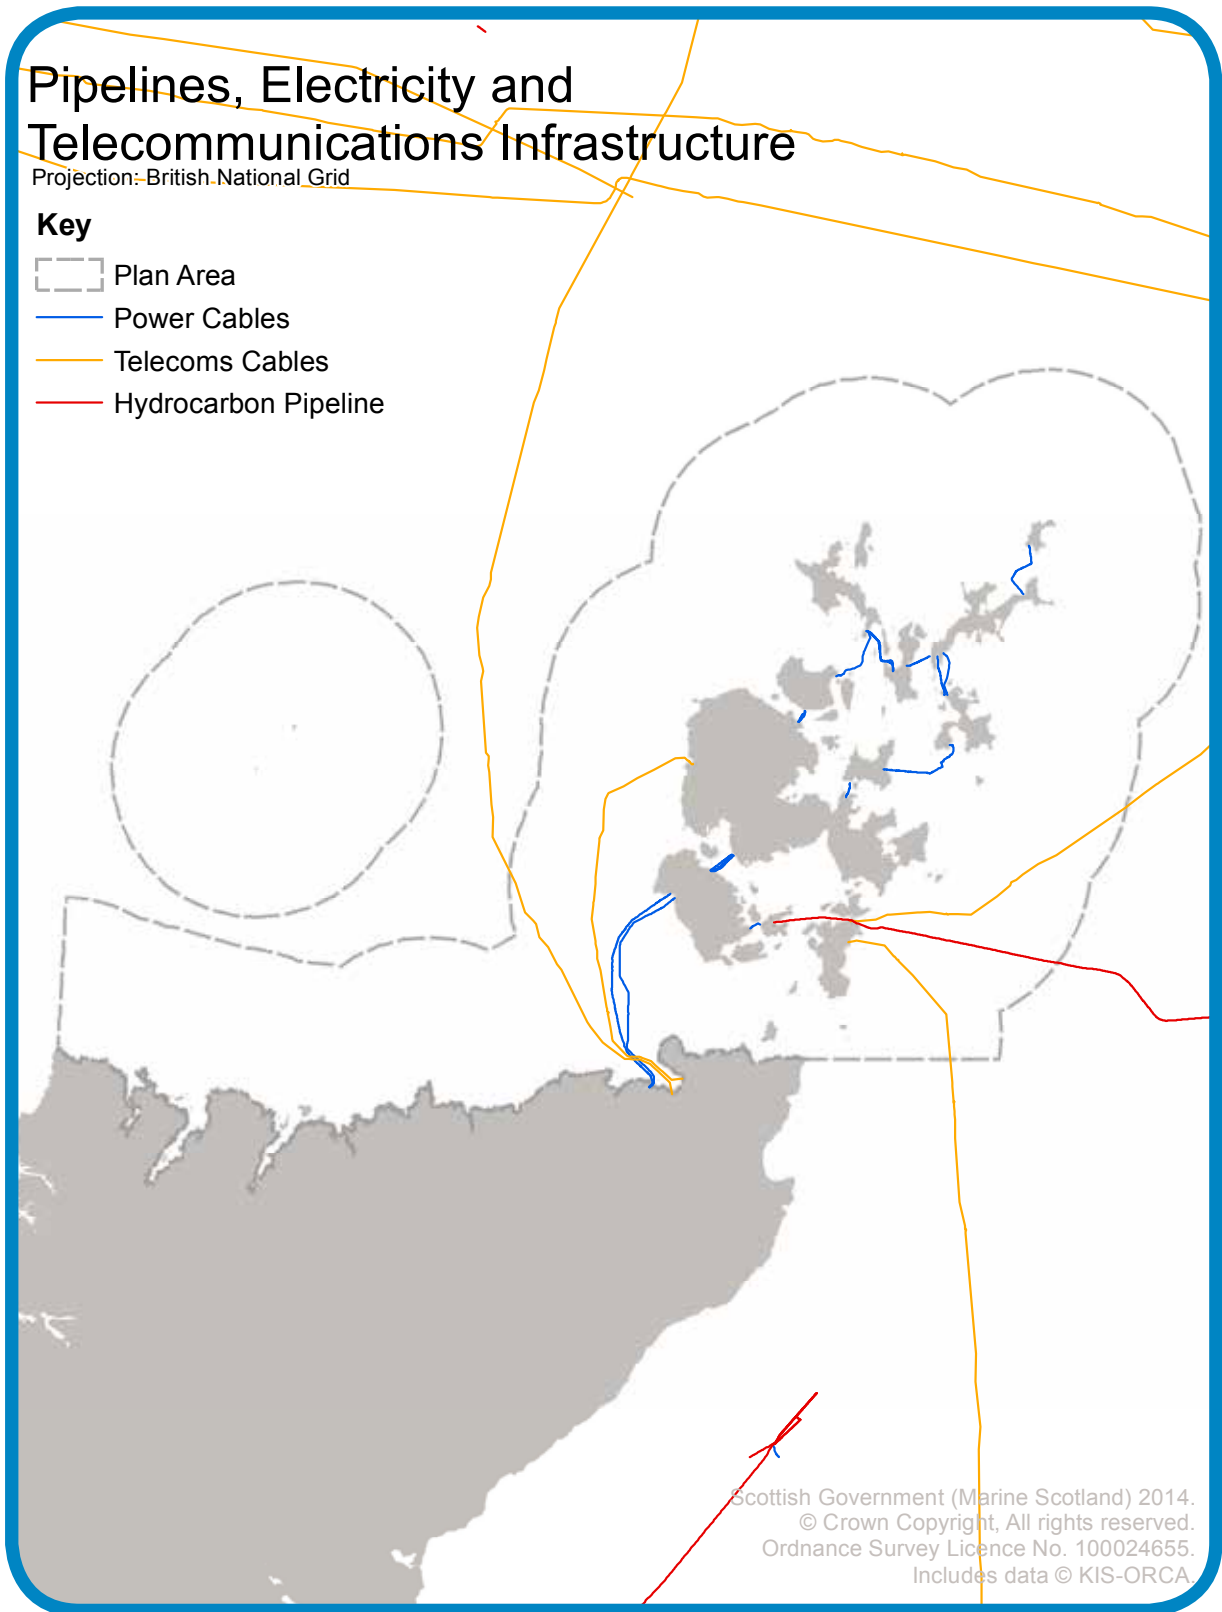 Pipelines, Electricity and
Telecommunications Infrastructure
Projection: British National Grid
Key
Plan Area
Power Cables
Telecoms Cables
Hydrocarbon Pipeline
Scottish Government (Marine Scotland) 2014.
© Crown Copyright, All rights reserved.
Ordnance Survey Licence No. 100024655.
Includes data © KIS-ORCA.